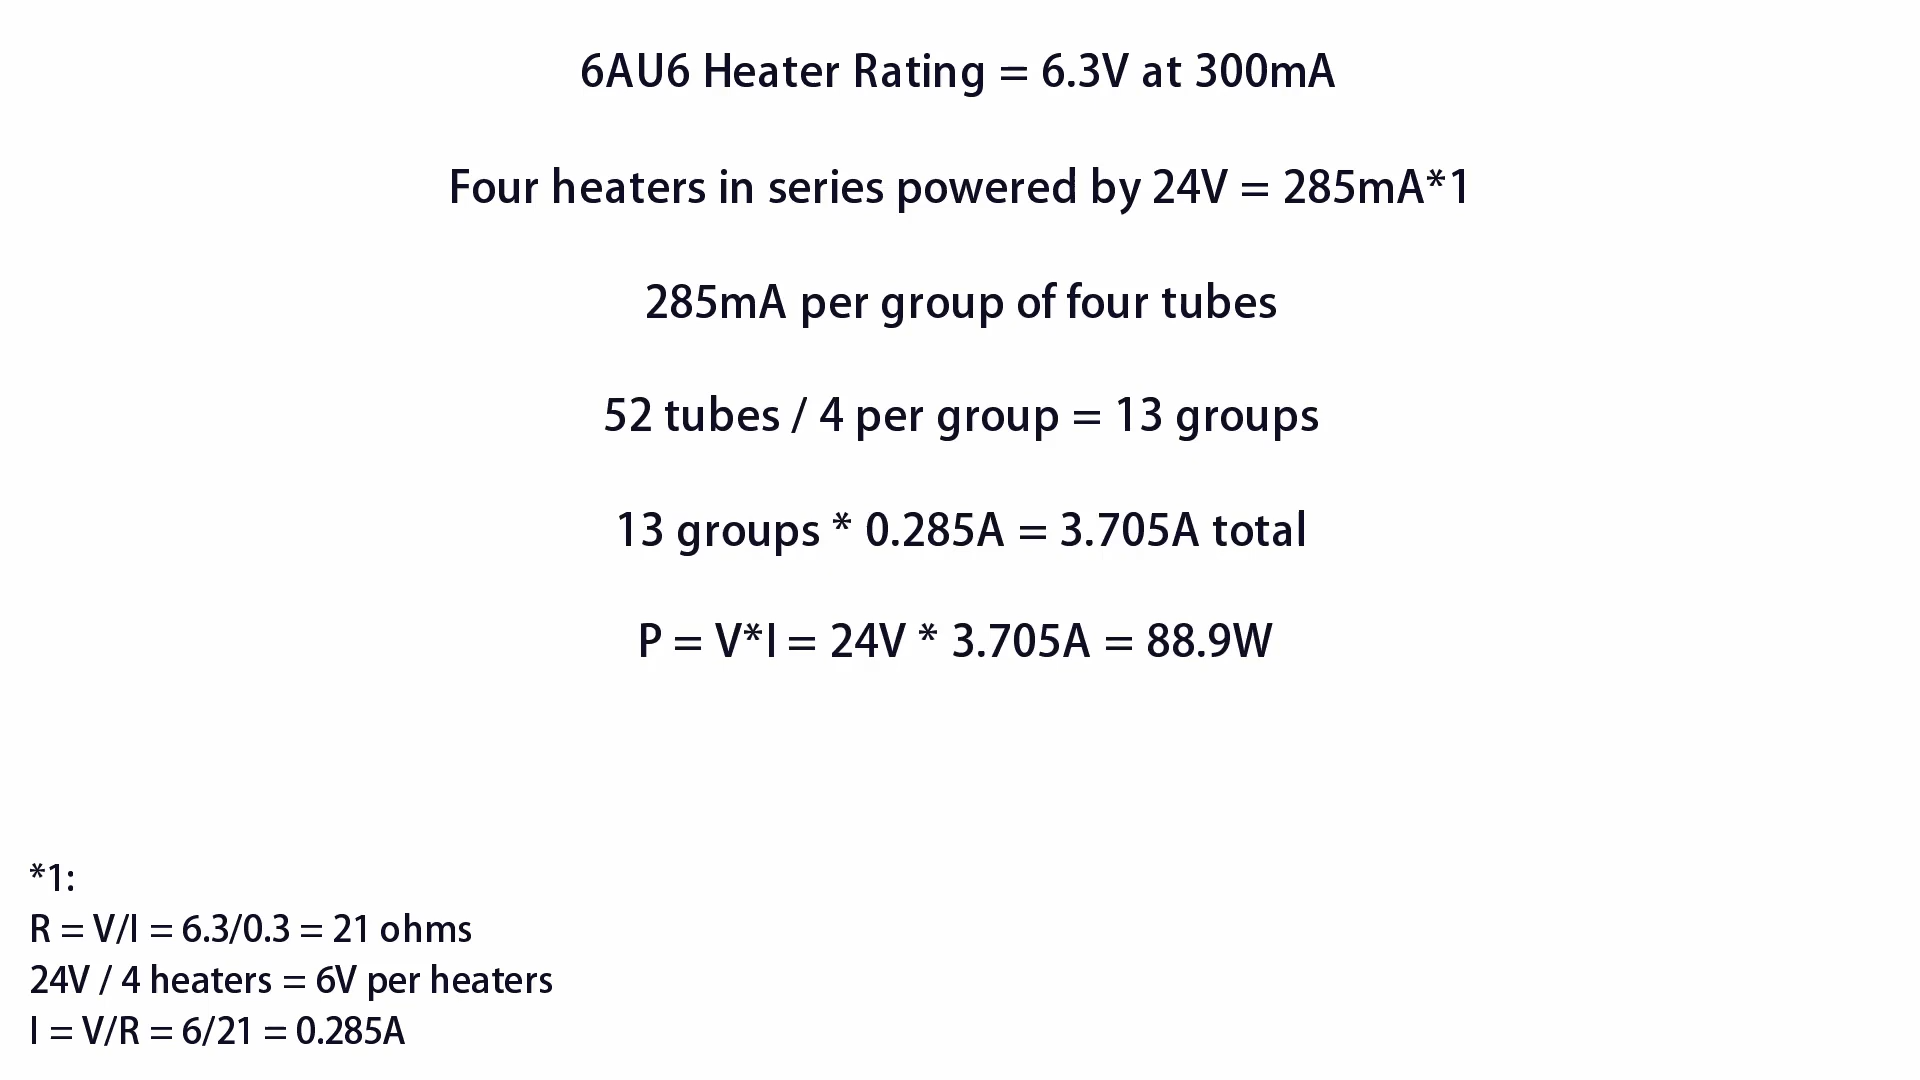 6AU6 Heater Rating = 6.3V at 300mA
Four heaters in series powered by 24V = 285mA*1
285mA per group of four tubes
52 tubes / 4 per group = 13 groups
13 groups * 0.285A = 3.705A total
P = V*I = 24V * 3.705A = 88.9W
*1:
R = V/I = 6.3/0.3 = 21 ohms
24V / 4 heaters = 6V per heaters
I = V/R = 6/21 = 0.285A